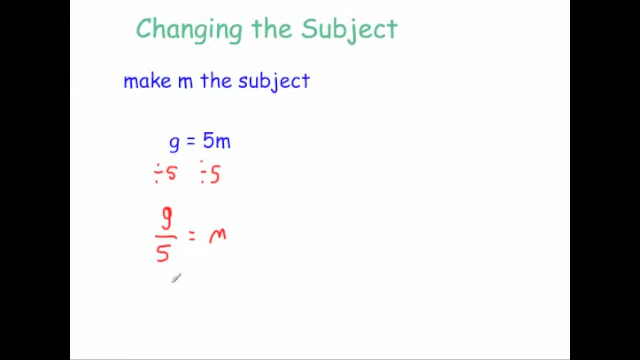 Changing the Subject
make m the subject
g = 5m
÷5 ÷5
g/5 = m